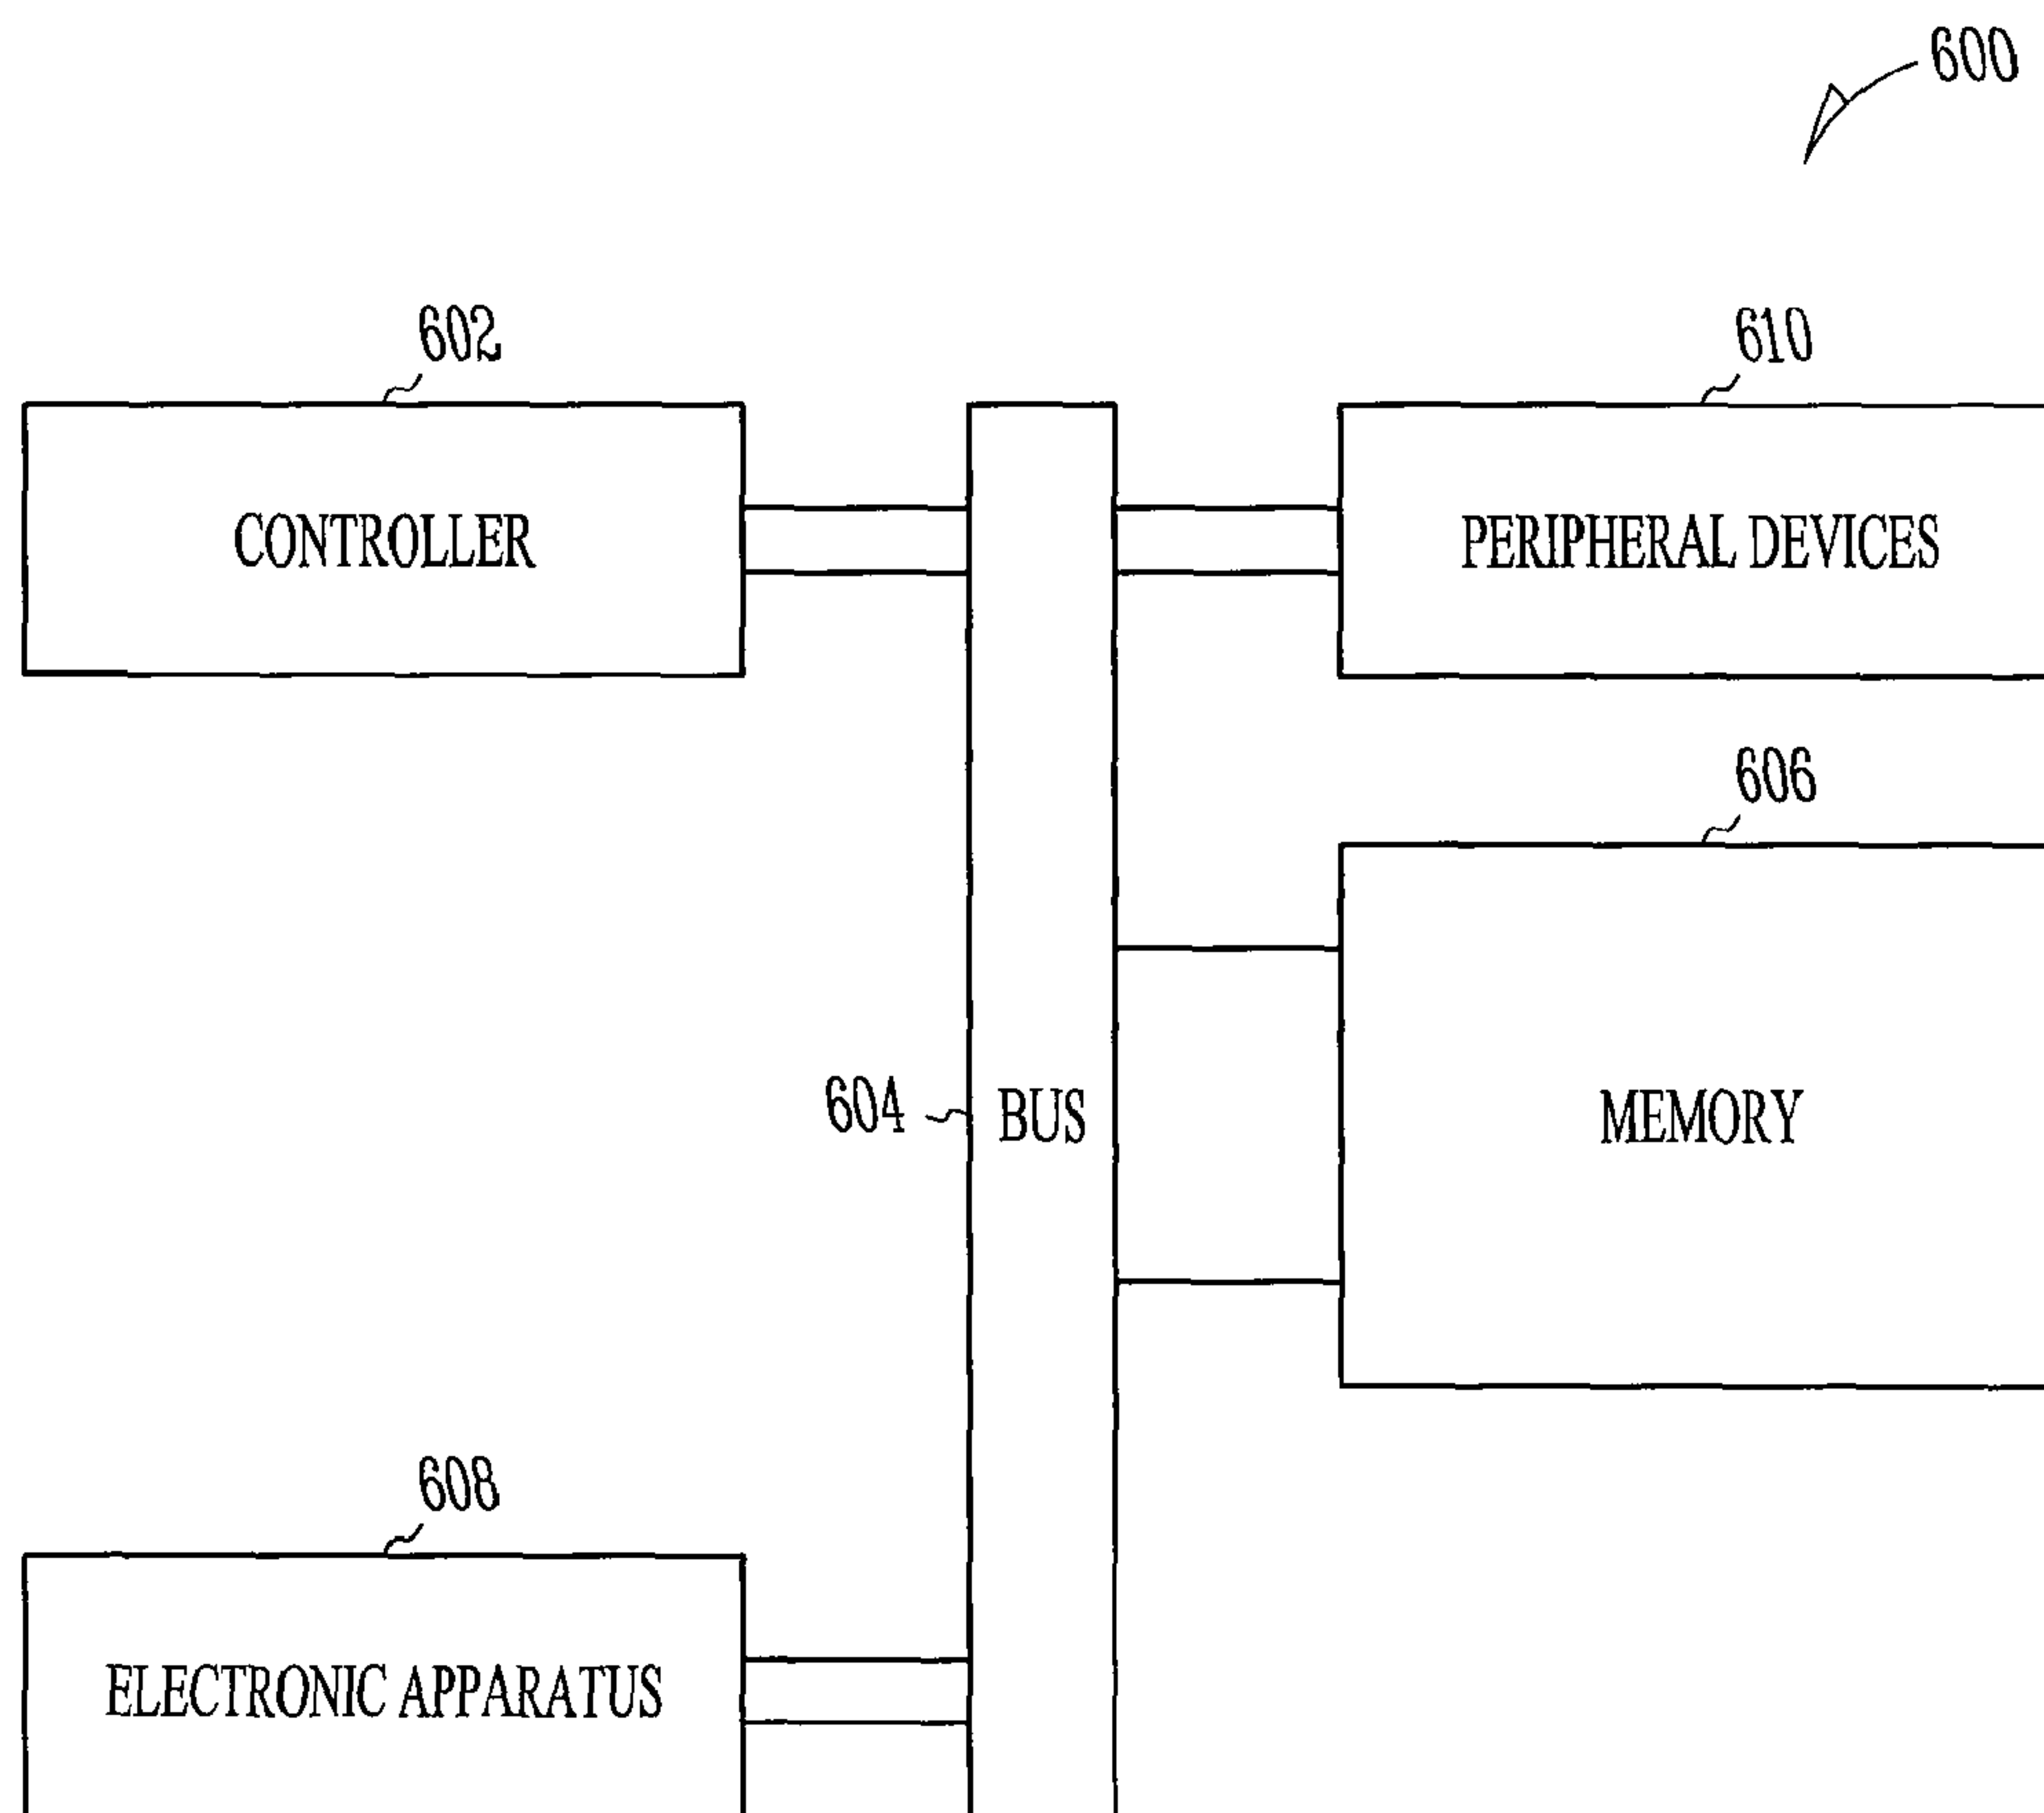 600
602
610
CONTROLLER
PERIPHERAL DEVICES
606
604
BUS
MEMORY
608
ELECTRONIC APPARATUS